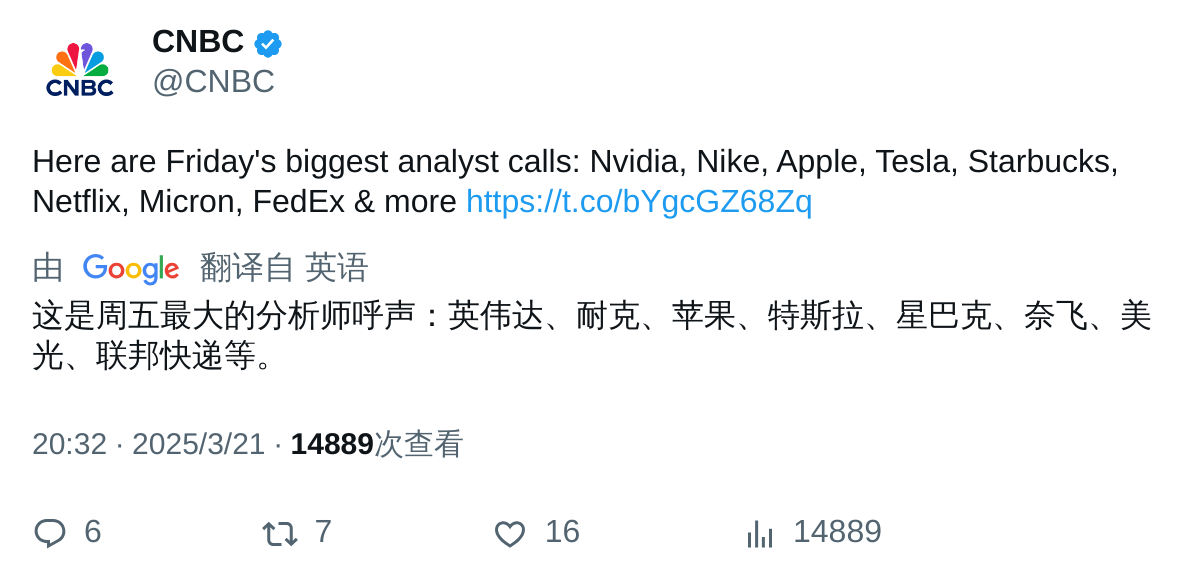 CNBC
@CNBC
CNBC
Here are Friday's biggest analyst calls: Nvidia, Nike, Apple, Tesla, Starbucks,
Netflix, Micron, FedEx & more https://t.co/bYgcGZ68Zq
由 Google 翻译自 英语
这是周五最大的分析师呼声：英伟达、耐克、苹果、特斯拉、星巴克、奈飞、美
光、联邦快递等。
20:32 · 2025/3/21 · 14889次查看
6 7 16 14889